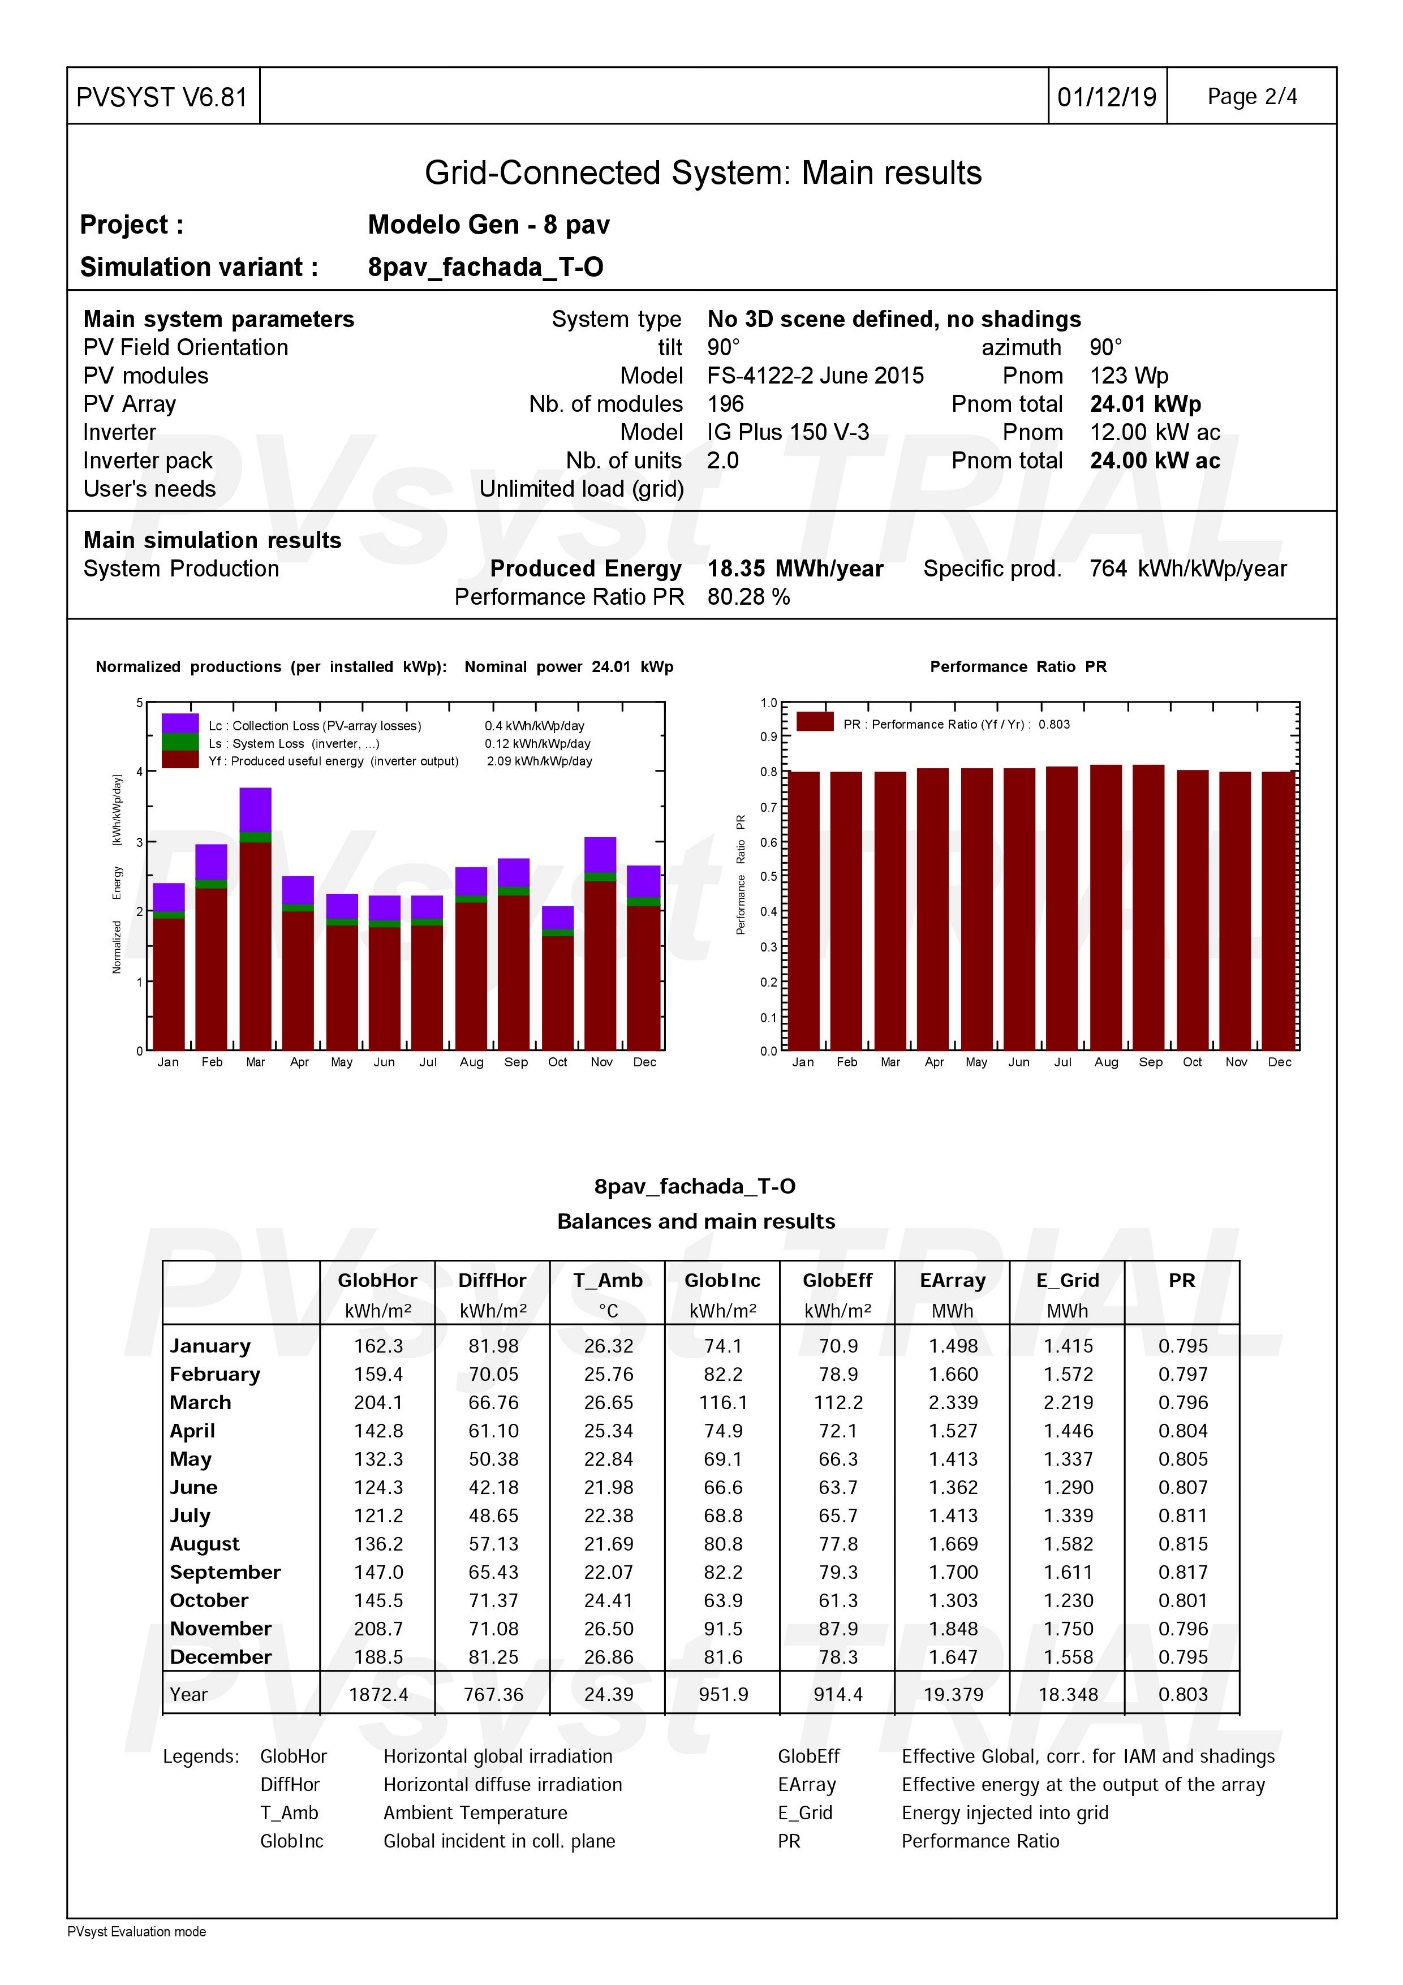 PVSYST V6.81 01/12/19 Page 2/4
Grid-Connected System: Main results
Project : Modelo Gen - 8 pav
Simulation variant : 8pav_fachada_T-O
Main system parameters System type No 3D scene defined, no shadings
PV Field Orientation tilt 90° azimuth 90°
PV modules Model FS-4122-2 June 2015 Pnom 123 Wp
PV Array Nb. of modules 196 Pnom total 24.01 kWp
Inverter Model IG Plus 150 V-3 Pnom 12.00 kW ac
Inverter pack Nb. of units 2.0 Pnom total 24.00 kW ac
User's needs Unlimited load (grid)
PVsyst TRIAL
Main simulation results
System Production Produced Energy 18.35 MWh/year Specific prod. 764 kWh/kWp/year
Performance Ratio PR 80.28 %
Normalized productions (per installed kWp): Nominal power 24.01 kWp
Lc : Collection Loss (PV-array losses) 0.4 kWh/kWp/day
Ls : System Loss (inverter, ...) 0.12 kWh/kWp/day
Yf : Produced useful energy (inverter output) 2.09 kWh/kWp/day
Normalized Energy [kWh/kWp/day]
5
4
3
2
1
0
Jan Feb Mar Apr May Jun Jul Aug Sep Oct Nov Dec
Performance Ratio PR
PR : Performance Ratio (Yf / Yr) : 0.803
Performance Ratio PR
1.0
0.9
0.8
0.7
0.6
0.5
0.4
0.3
0.2
0.1
0.0
Jan Feb Mar Apr May Jun Jul Aug Sep Oct Nov Dec
PVsyst TRIAL
8pav_fachada_T-O
Balances and main results
GlobHor DiffHor T_Amb GlobInc GlobEff EArray E_Grid PR
kWh/m² kWh/m² °C kWh/m² kWh/m² MWh MWh
January 162.3 81.98 26.32 74.1 70.9 1.498 1.415 0.795
February 159.4 70.05 25.76 82.2 78.9 1.660 1.572 0.797
March 204.1 66.76 26.65 116.1 112.2 2.339 2.219 0.796
April 142.8 61.10 25.34 74.9 72.1 1.527 1.446 0.804
May 132.3 50.38 22.84 69.1 66.3 1.413 1.337 0.805
June 124.3 42.18 21.98 66.6 63.7 1.362 1.290 0.807
July 121.2 48.65 22.38 68.8 65.7 1.413 1.339 0.811
August 136.2 57.13 21.69 80.8 77.8 1.669 1.582 0.815
September 147.0 65.43 22.07 82.2 79.3 1.700 1.611 0.817
October 145.5 71.37 24.41 63.9 61.3 1.303 1.230 0.801
November 208.7 71.08 26.50 91.5 87.9 1.848 1.750 0.796
December 188.5 81.25 26.86 81.6 78.3 1.647 1.558 0.795
Year 1872.4 767.36 24.39 951.9 914.4 19.379 18.348 0.803
PVsyst TRIAL
PVsyst TRIAL
Legends: GlobHor Horizontal global irradiation GlobEff Effective Global, corr. for IAM and shadings
DiffHor Horizontal diffuse irradiation EArray Effective energy at the output of the array
T_Amb Ambient Temperature E_Grid Energy injected into grid
GlobInc Global incident in coll. plane PR Performance Ratio
PVsyst Evaluation mode